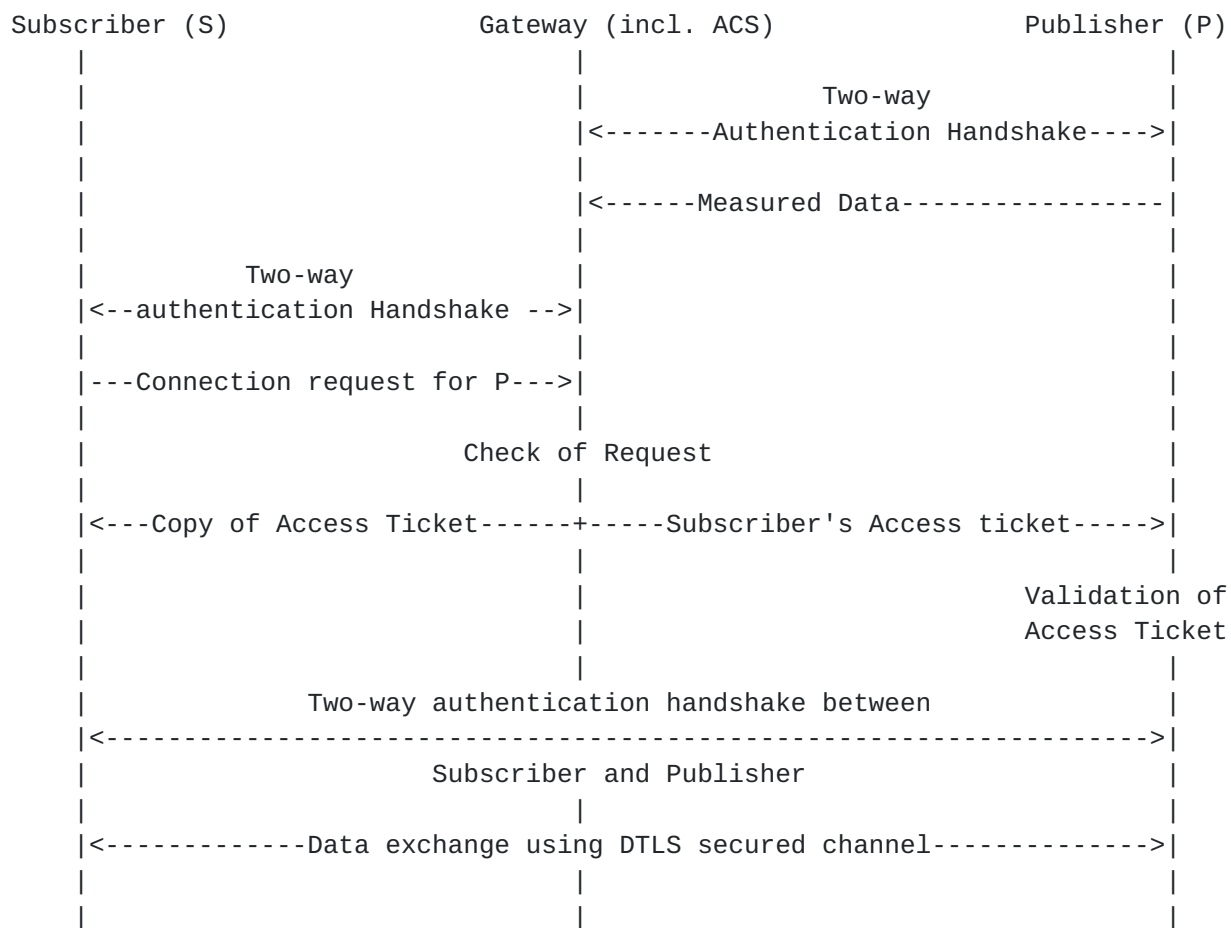 Subscriber (S) Gateway (incl. ACS) Publisher (P)
Two-way
|<-------Authentication Handshake---->|
|<------Measured Data-----------------|
Two-way
|<--authentication Handshake -->|
|---Connection request for P--->|
Check of Request
|<---Copy of Access Ticket------+-----Subscriber's Access ticket----->|
Validation of
Access Ticket
Two-way authentication handshake between
|<------------------------------------------------------------------->|
Subscriber and Publisher
|<-------------Data exchange using DTLS secured channel-------------->|